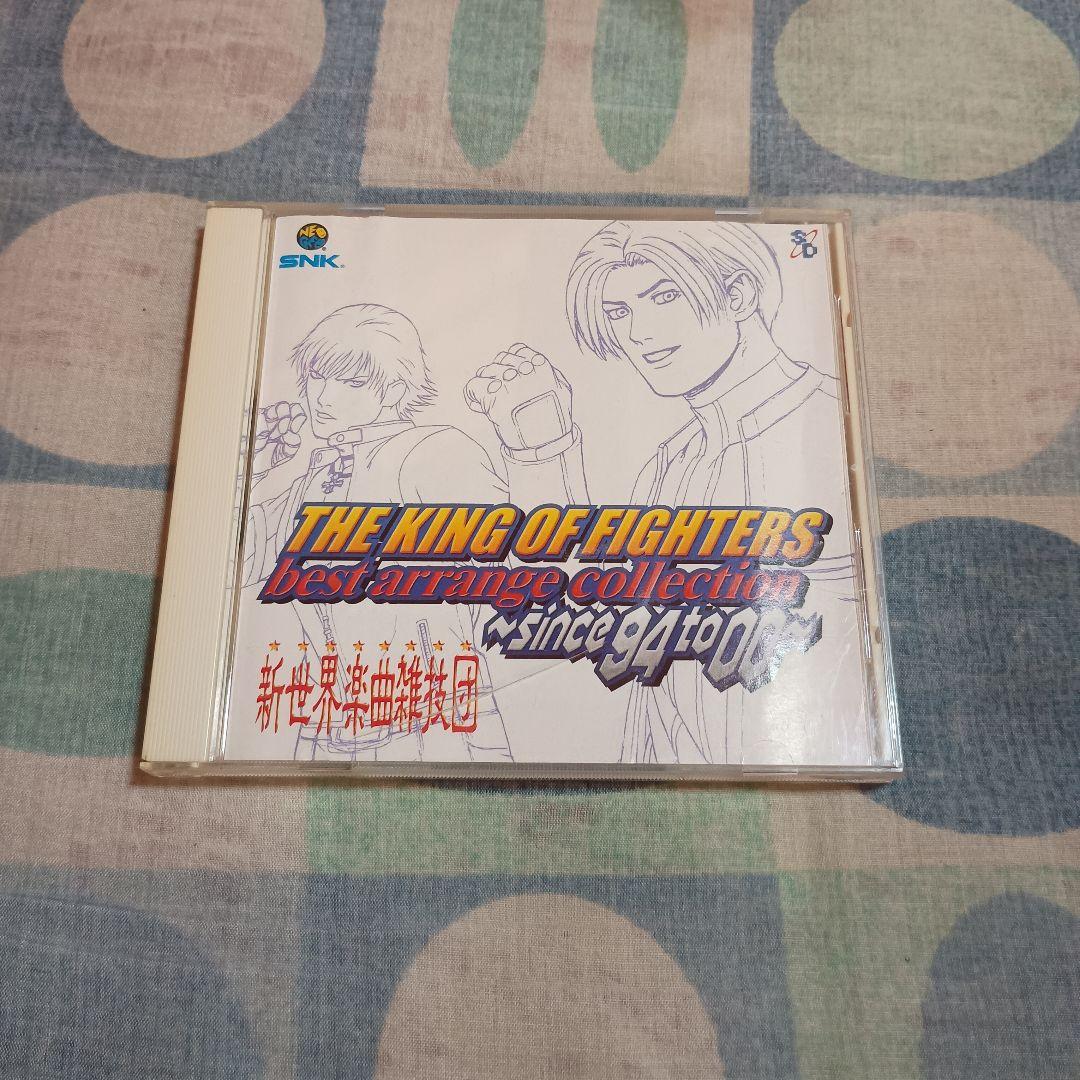 NEO GEO
SNK
SD
THE KING OF FIGHTERS
best arrange collection
~since 94 to 00~
新世界楽曲雑技団